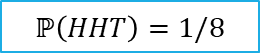 ℙ(HHT) = 1/8